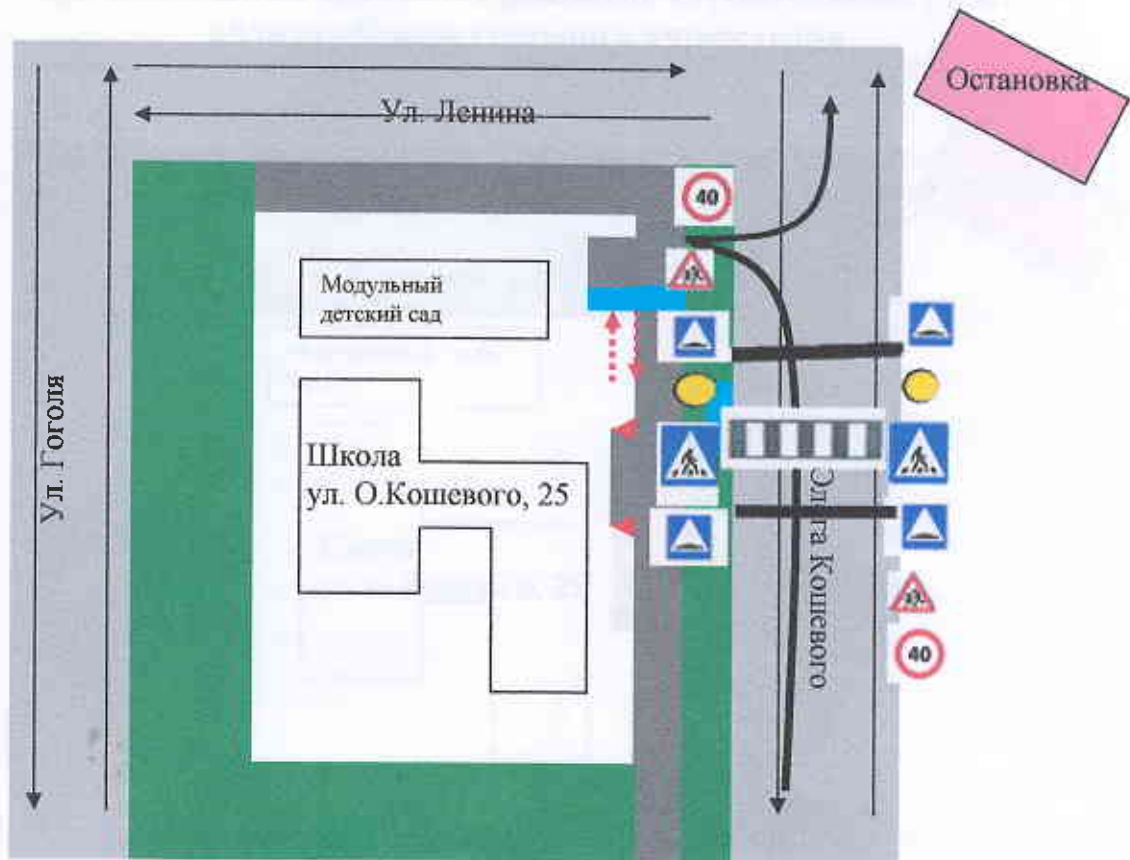 Остановка
Ул. Ленина
40
Модульный
детский сад
Ул. Гоголя
Школа
ул. О.Кошевого, 25
Олега Кошевого
40